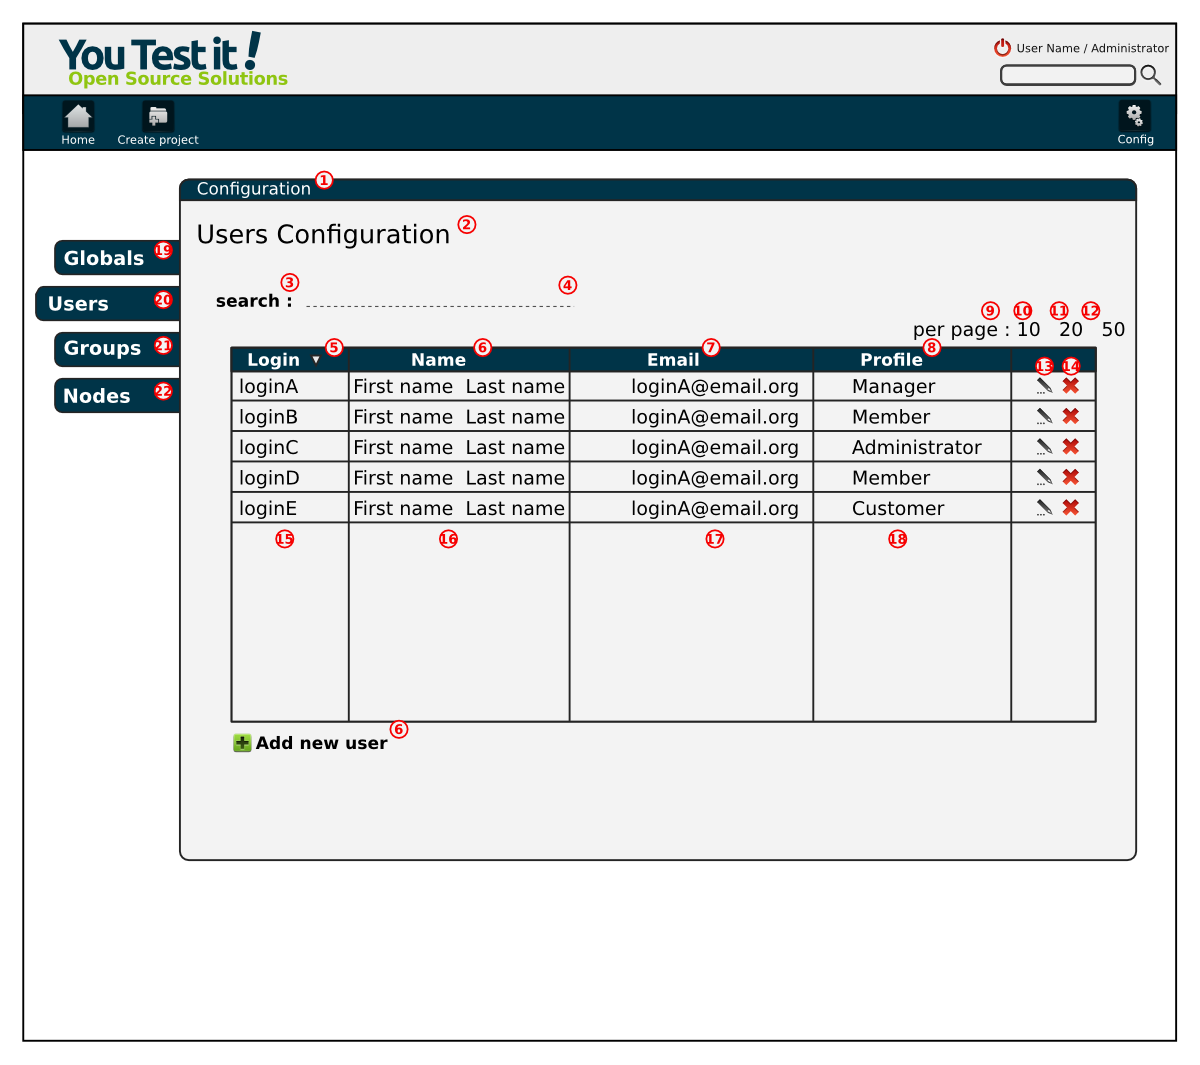 You Test it!
Open Source Solutions
User Name / Administrator
Home
Create project
Config
Configuration 1
Users Configuration 2
Globals 19
Users 20
Groups 21
Nodes 22
search : 3 4
9 10 11 12
per page : 10 20 50
Login ▼ 5 Name 6 Email 7 Profile 8 13 14
loginA First name Last name loginA@email.org Manager
loginB First name Last name loginA@email.org Member
loginC First name Last name loginA@email.org Administrator
loginD First name Last name loginA@email.org Member
loginE First name Last name loginA@email.org Customer
15 16 17 18
Add new user 6